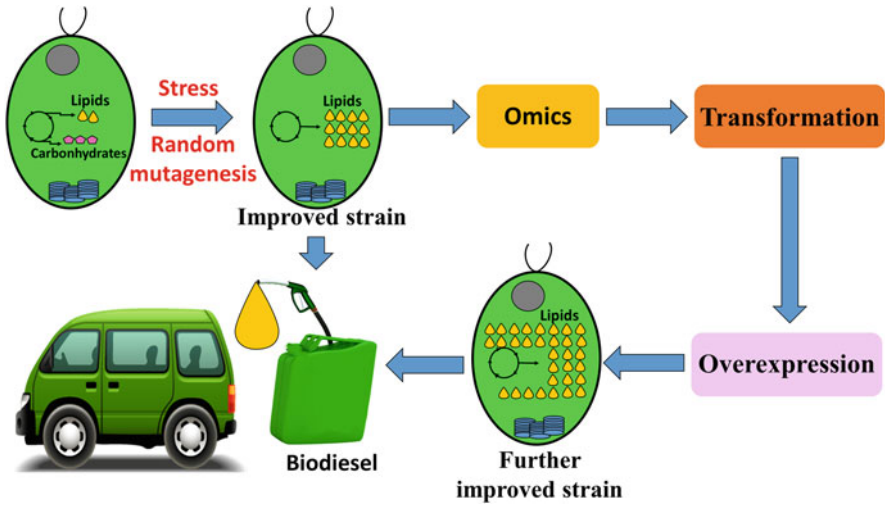 Lipids
Carbonhydrates
Stress
Random
mutagenesis
Lipids
Improved strain
Omics
Transformation
Overexpression
Lipids
Further
improved strain
Biodiesel